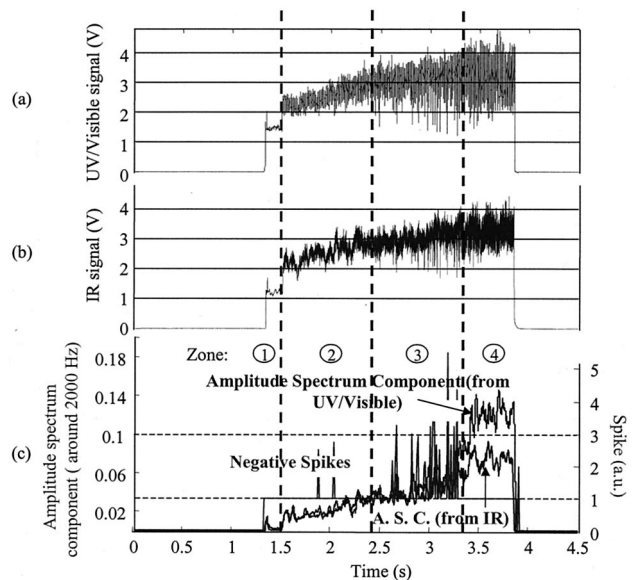 (a)
UV/Visible signal (V)
4
3
2
1
0
(b)
IR signal (V)
4
3
2
1
0
Zone: 1 2 3 4
(c)
Amplitude spectrum
component ( around 2000 Hz)
0.18
0.14
0.1
0.06
0.02
Amplitude Spectrum Component (from
UV/Visible)
Negative Spikes
A. S. C. (from IR)
5
4
3
2
1
0
Spike (a.u.)
0 0.5 1 1.5 2 2.5 3 3.5 4 4.5
Time (s)